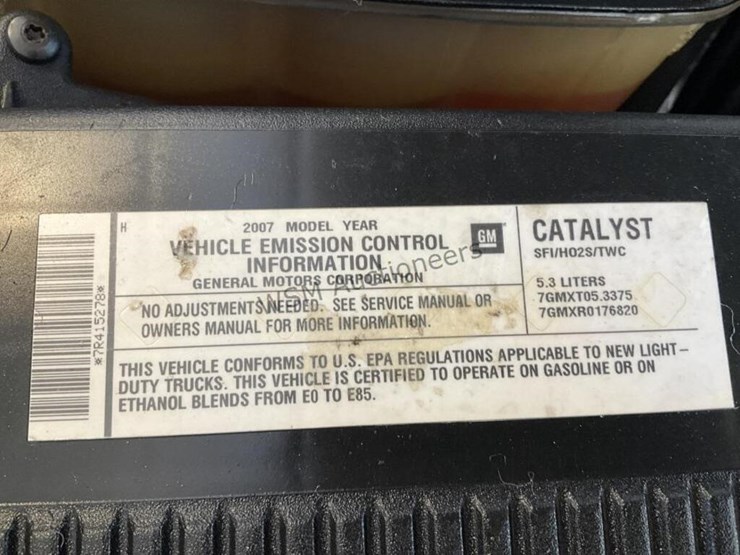 *7R415278*
H
2007 MODEL YEAR
VEHICLE EMISSION CONTROL
INFORMATION
GENERAL MOTORS CORPORATION
GM
NO ADJUSTMENTS NEEDED. SEE SERVICE MANUAL OR
OWNERS MANUAL FOR MORE INFORMATION.
CATALYST
SFI/HO2S/TWC
5.3 LITERS
7GMXT05.3375
7GMXR0176820
THIS VEHICLE CONFORMS TO U.S. EPA REGULATIONS APPLICABLE TO NEW LIGHT-
DUTY TRUCKS. THIS VEHICLE IS CERTIFIED TO OPERATE ON GASOLINE OR ON
ETHANOL BLENDS FROM E0 TO E85.
WSM Auctioneers